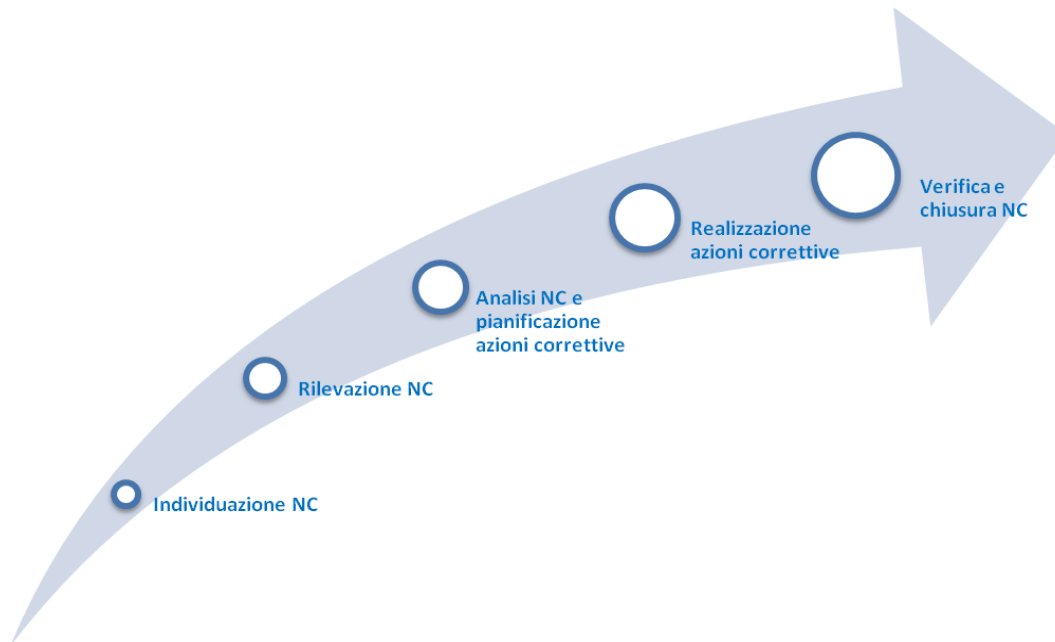 Verifica e
chiusura NC
Realizzazione
azioni correttive
Analisi NC e
pianificazione
azioni correttive
Rilevazione NC
Individuazione NC